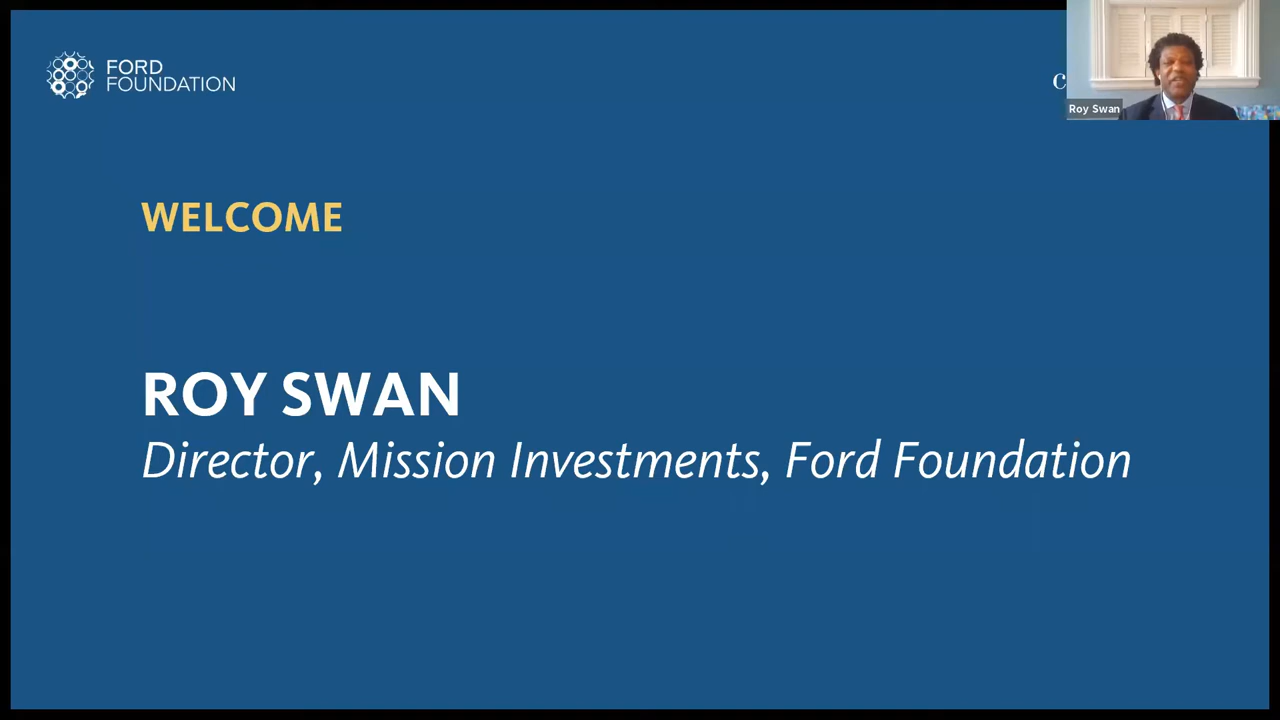 FORD
FOUNDATION
Roy Swan
WELCOME
ROY SWAN
Director, Mission Investments, Ford Foundation